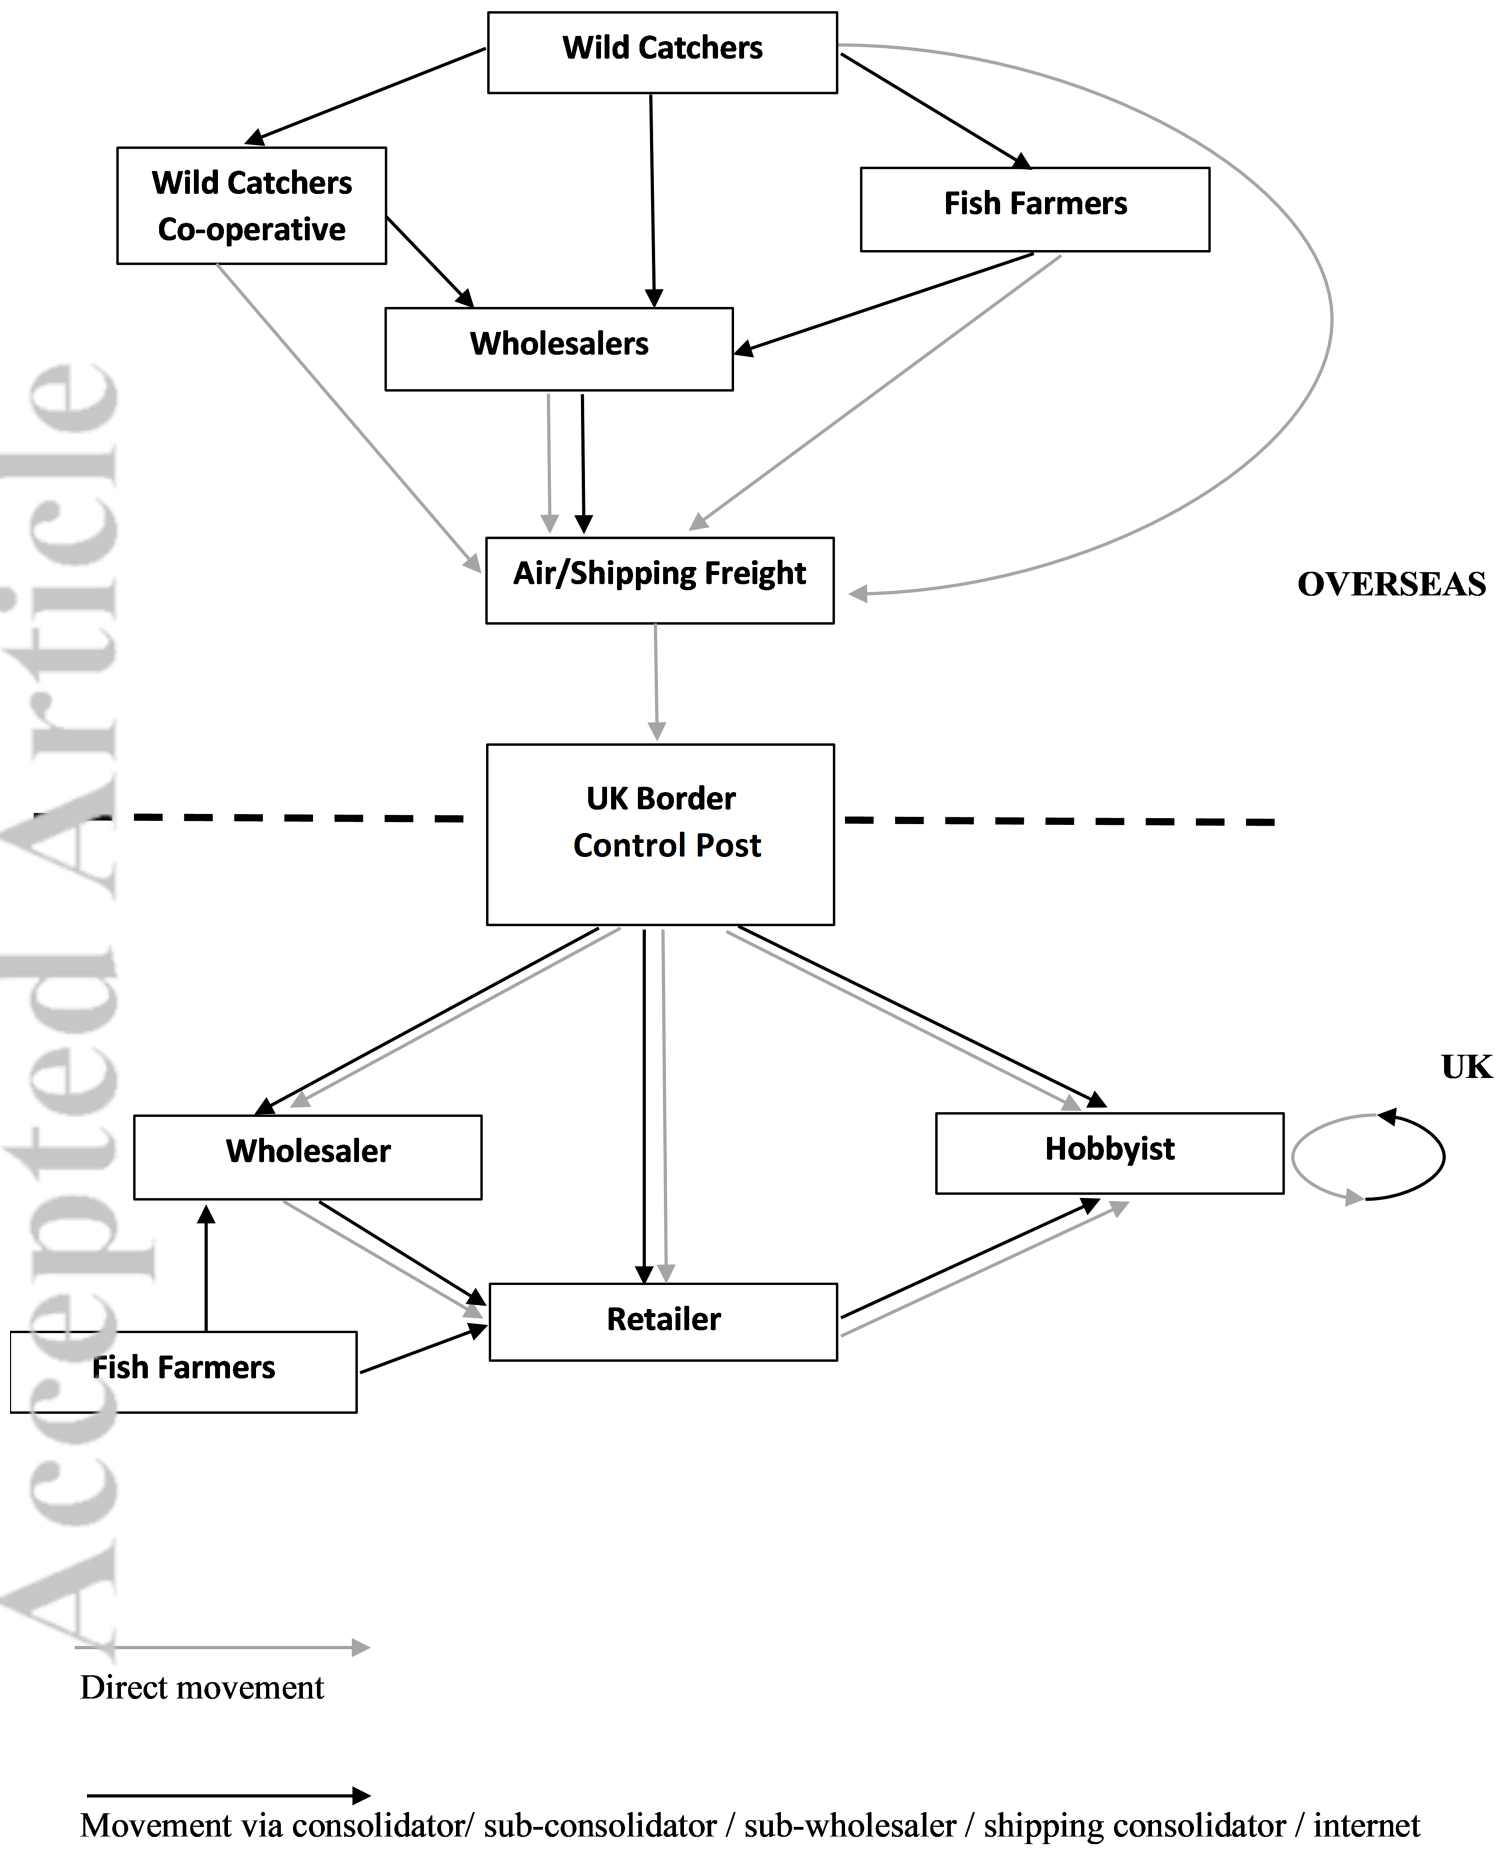 Wild Catchers
Wild Catchers
Co-operative
Fish Farmers
Wholesalers
Air/Shipping Freight
OVERSEAS
UK Border
Control Post
UK
Wholesaler
Hobbyist
Retailer
Fish Farmers
Accepted Article
Direct movement
Movement via consolidator/ sub-consolidator / sub-wholesaler / shipping consolidator / internet